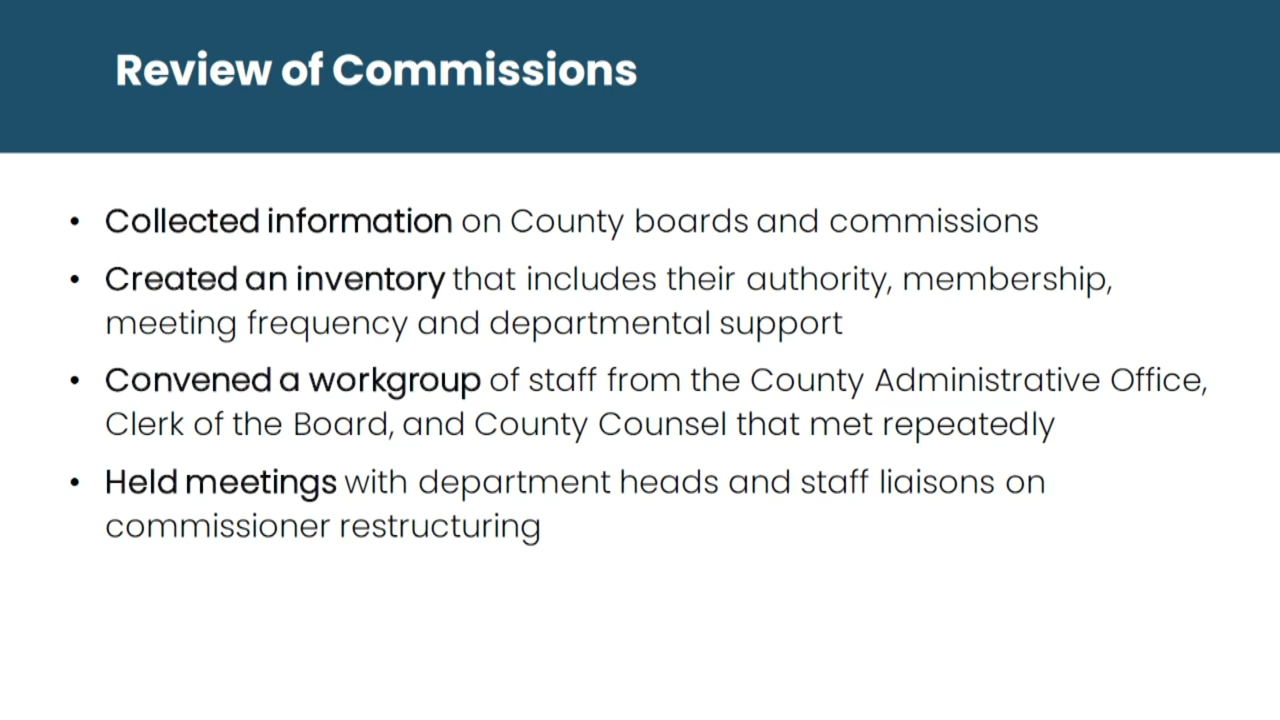 Review of Commissions
• Collected information on County boards and commissions
• Created an inventory that includes their authority, membership,
meeting frequency and departmental support
• Convened a workgroup of staff from the County Administrative Office,
Clerk of the Board, and County Counsel that met repeatedly
• Held meetings with department heads and staff liaisons on
commissioner restructuring